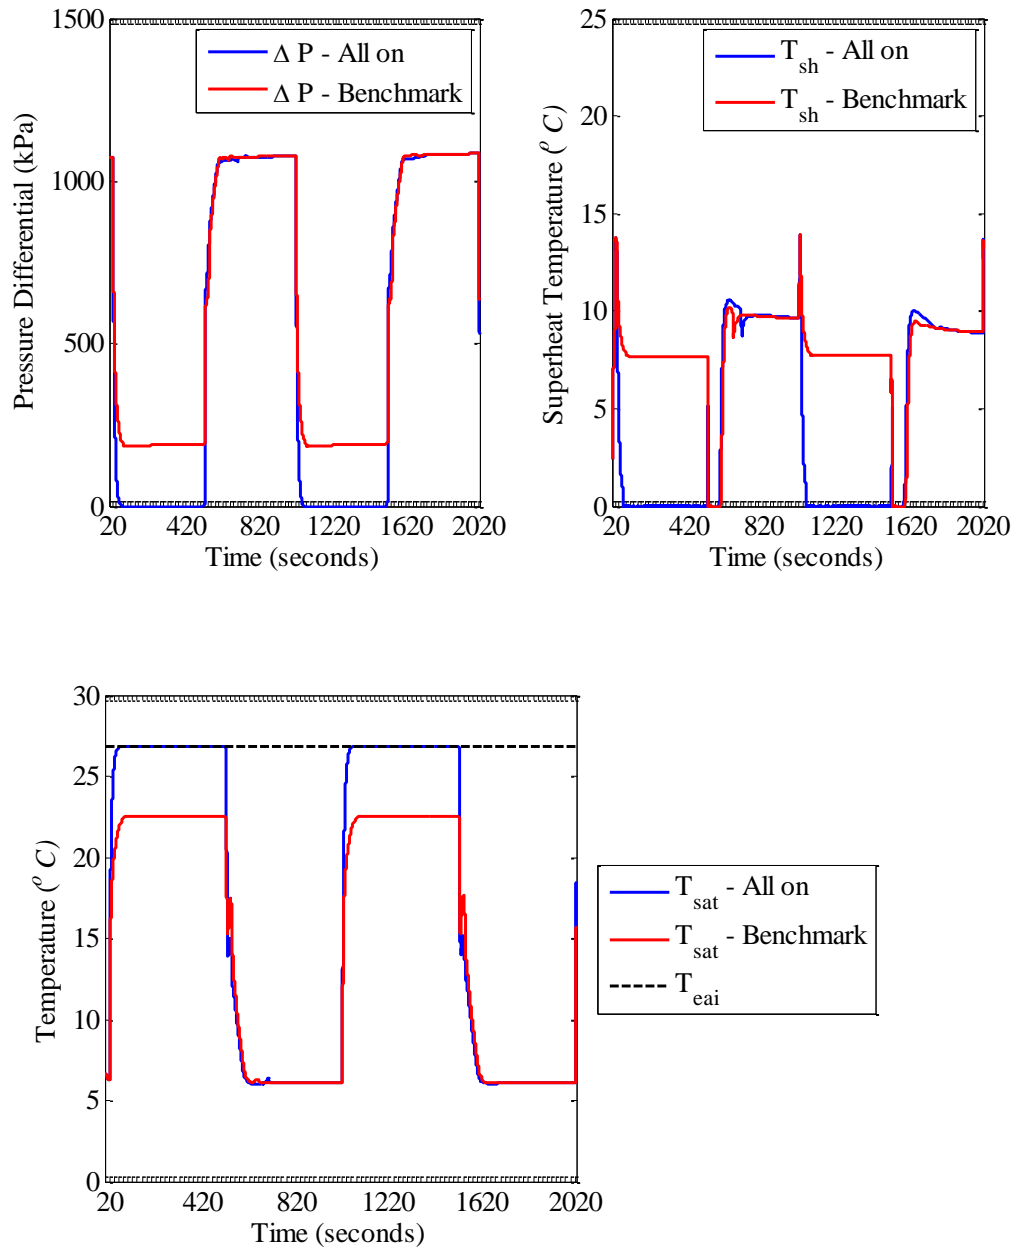 Pressure Differential (kPa)
1500
1000
500
0
Δ P - All on
Δ P - Benchmark
20 420 820 1220 1620 2020
Time (seconds)
Superheat Temperature (° C)
25
20
15
10
5
0
T_sh - All on
T_sh - Benchmark
20 420 820 1220 1620 2020
Time (seconds)
Temperature (° C)
30
25
20
15
10
5
0
20 420 820 1220 1620 2020
Time (seconds)
T_sat - All on
T_sat - Benchmark
T_eai